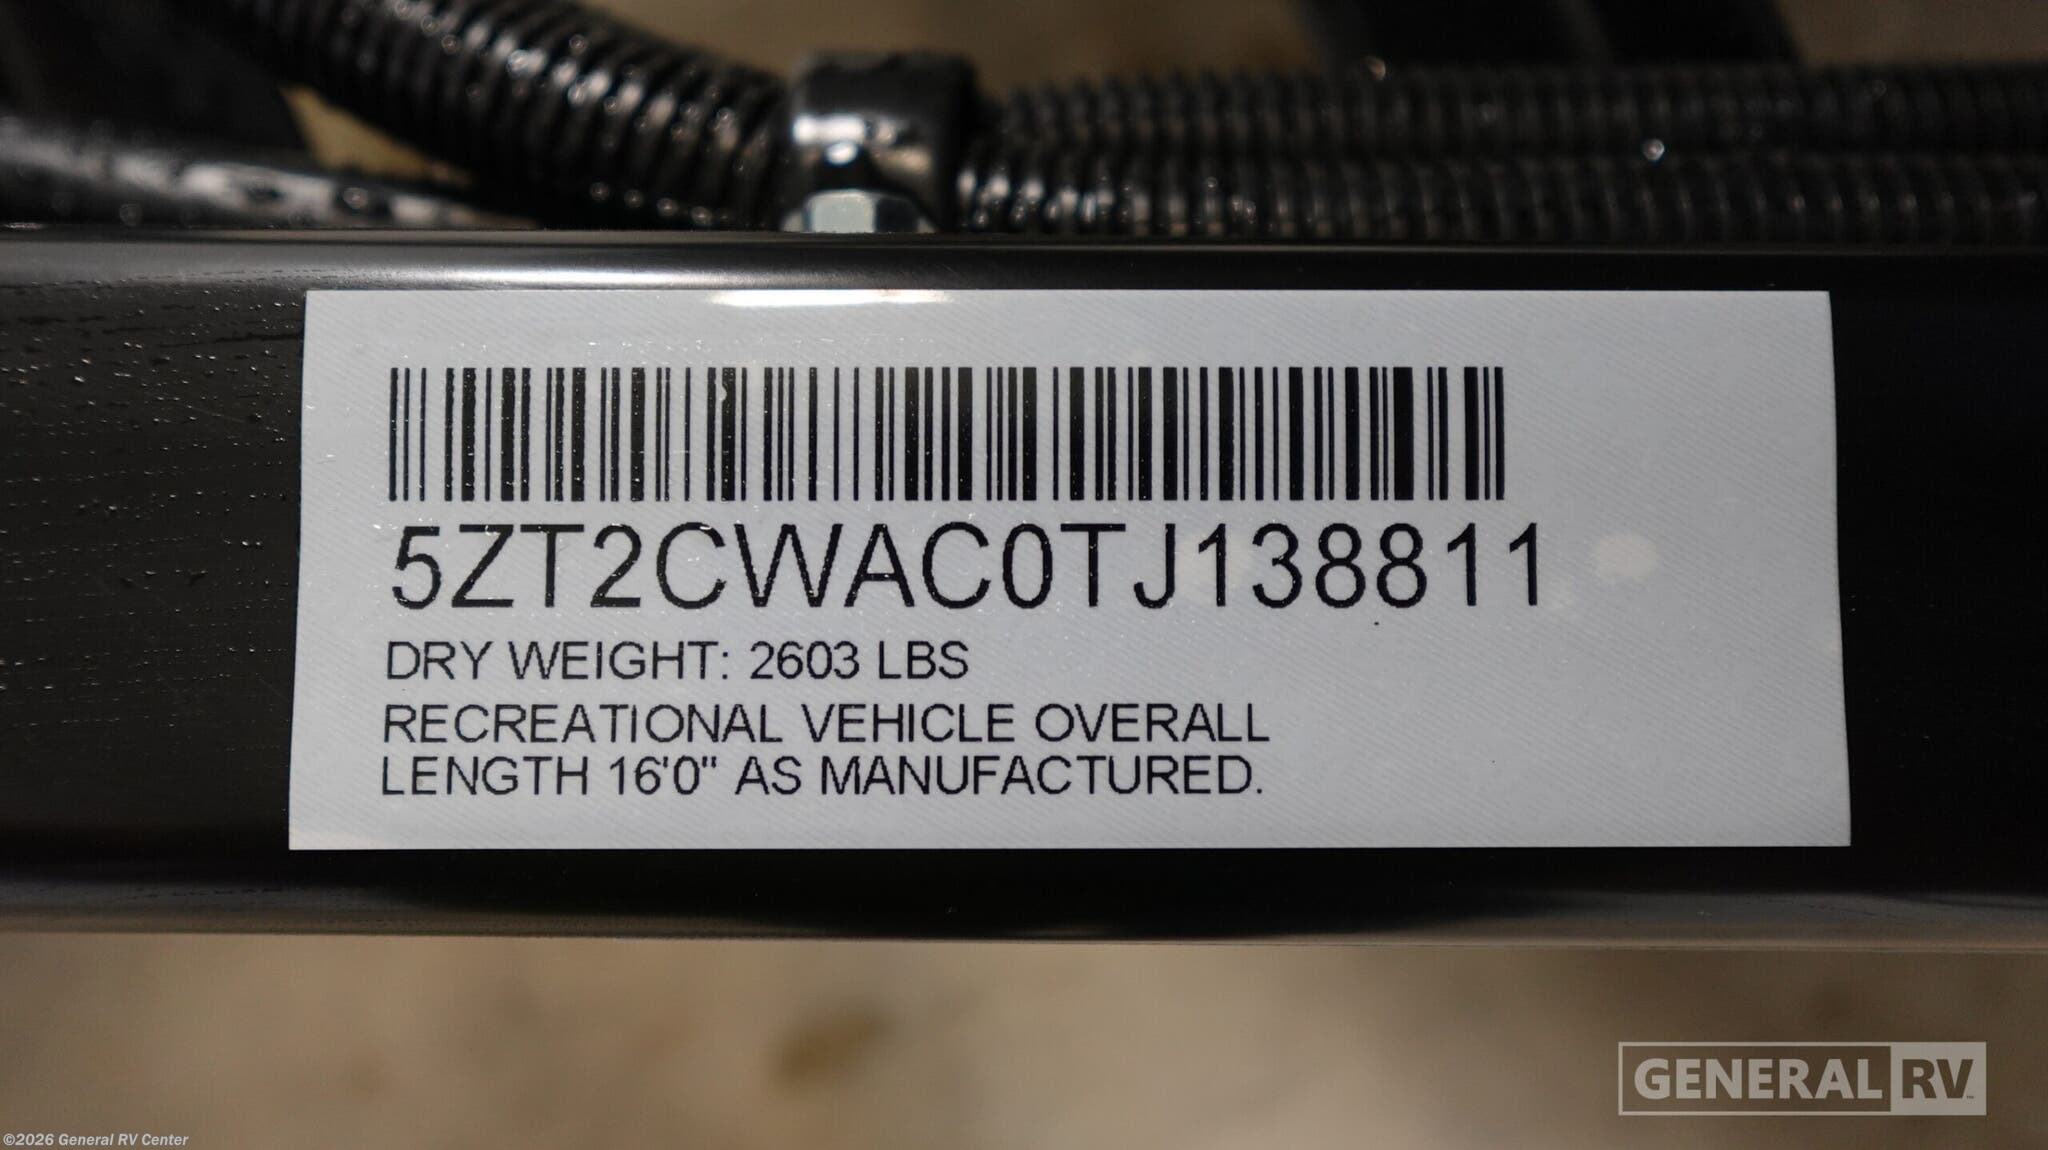 5ZT2CWAC0TJ138811
DRY WEIGHT: 2603 LBS
RECREATIONAL VEHICLE OVERALL
LENGTH 16'0" AS MANUFACTURED.
GENERAL RV
©2026 General RV Center